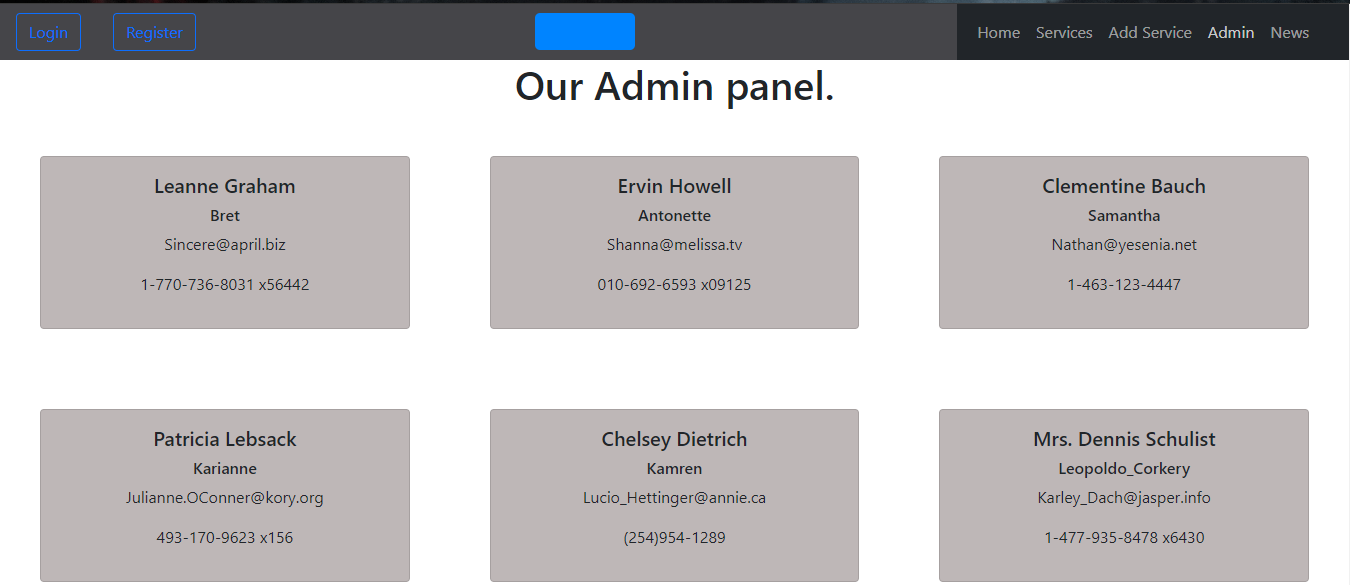 Login Register Home Services Add Service Admin News
Our Admin panel.
Leanne Graham
Bret
Sincere@april.biz
1-770-736-8031 x56442
Ervin Howell
Antonette
Shanna@melissa.tv
010-692-6593 x09125
Clementine Bauch
Samantha
Nathan@yesenia.net
1-463-123-4447
Patricia Lebsack
Karianne
Julianne.OConner@kory.org
493-170-9623 x156
Chelsey Dietrich
Kamren
Lucio_Hettinger@annie.ca
(254)954-1289
Mrs. Dennis Schulist
Leopoldo_Corkery
Karley_Dach@jasper.info
1-477-935-8478 x6430